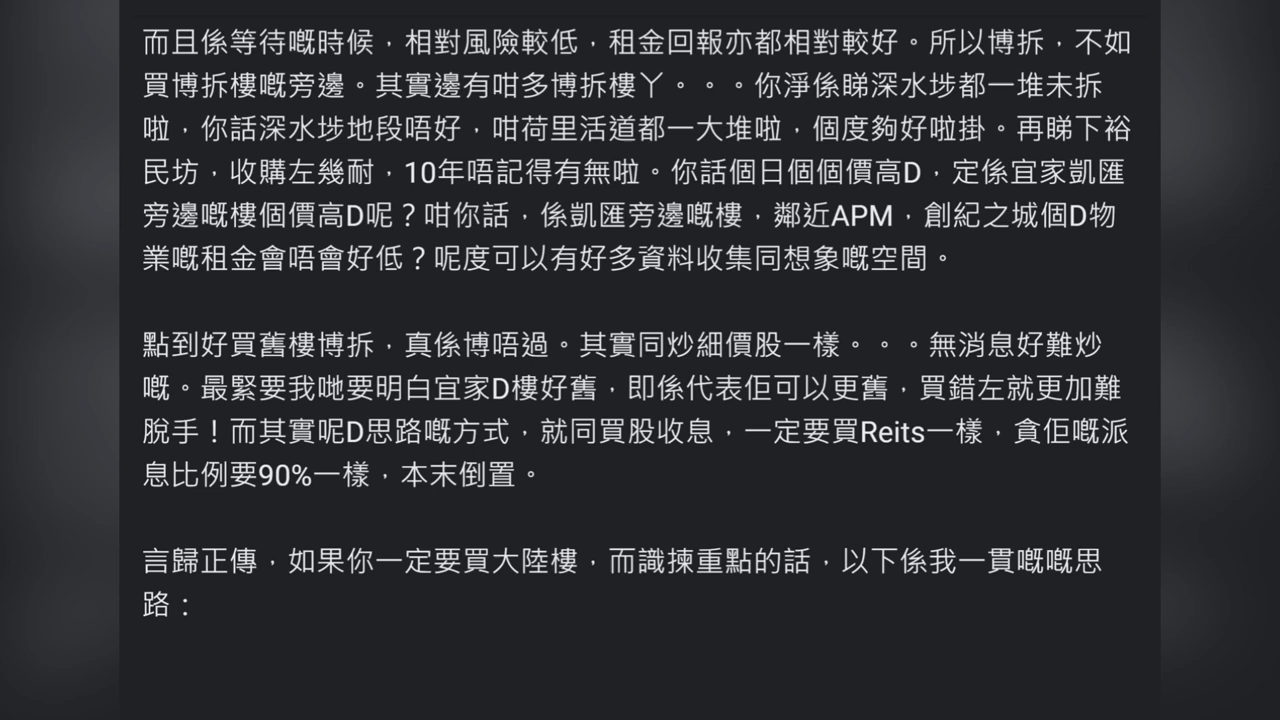 而且係等待嘅時候，相對風險較低，租金回報亦都相對較好。所以博拆，不如
買博拆樓嘅旁邊。其實邊有咁多博拆樓丫。。。你淨係睇深水埗都一堆未拆
啦，你話深水埗地段唔好，咁荷里活道都一大堆啦，個度夠好啦掛。再睇下裕
民坊，收購左幾耐，10年唔記得有無啦。你話個日個個價高D，定係宜家凱匯
旁邊嘅樓個價高D呢？咁你話，係凱匯旁邊嘅樓，鄰近APM，創紀之城個D物
業嘅租金會唔會好低？呢度可以有好多資料收集同想象嘅空間。
點到好買舊樓博拆，真係博唔過。其實同炒細價股一樣。。。無消息好難炒
嘅。最緊要我哋要明白宜家D樓好舊，即係代表佢可以更舊，買錯左就更加難
脫手！而其實呢D思路嘅方式，就同買股收息，一定要買Reits一樣，貪佢嘅派
息比例要90%一樣，本末倒置。
言歸正傳，如果你一定要買大陸樓，而識揀重點的話，以下係我一貫嘅嘅思
路：